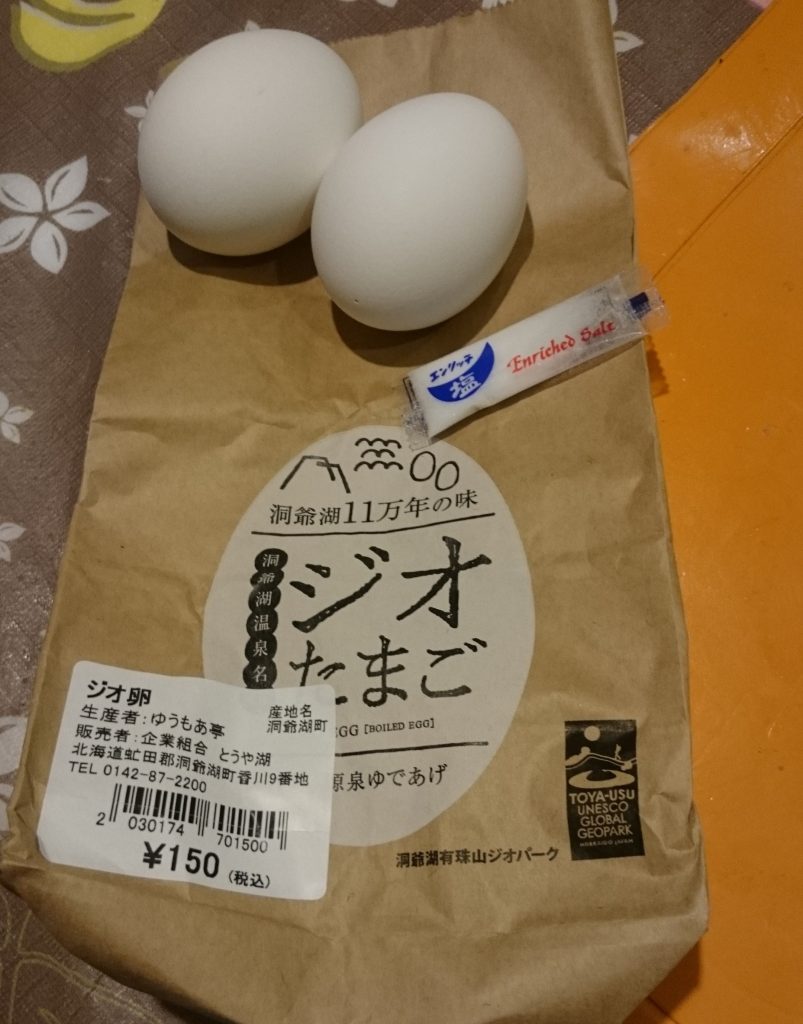 エンリッチ
塩
Enriched Salt
洞爺湖11万年の味
洞爺湖温泉名
ジオ
たまご
EGG [BOILED EGG]
源泉ゆであげ
ジオ卵
生産者:ゆうもあ亭
産地名
洞爺湖町
販売者:企業組合 とうや湖
北海道虻田郡洞爺湖町香川9番地
TEL 0142-87-2200
2 030174 701500
¥150(税込)
TOYA-USU
UNESCO
GLOBAL
GEOPARK
HOKKAIDO JAPAN
洞爺湖有珠山ジオパーク